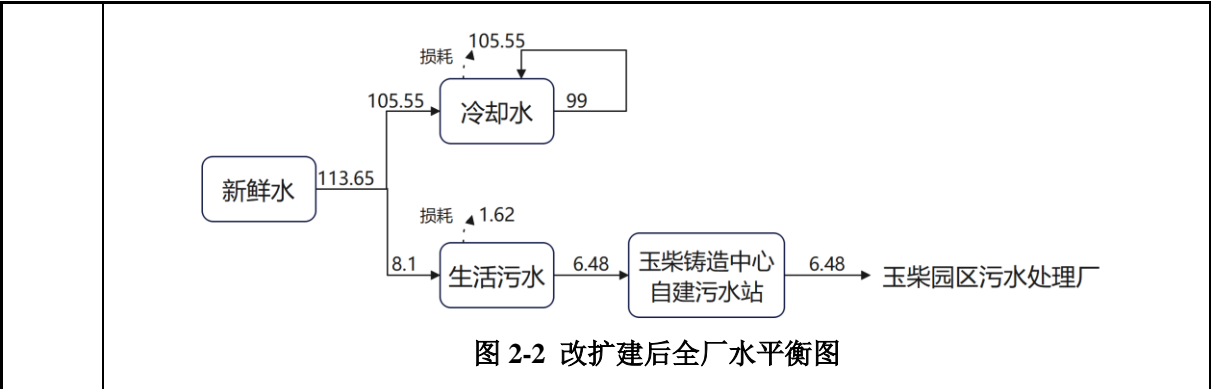 损耗 105.55
105.55
冷却水
99
新鲜水
113.65
损耗 1.62
8.1
生活污水
6.48
玉柴铸造中心
自建污水站
6.48
玉柴园区污水处理厂
图 2-2 改扩建后全厂水平衡图